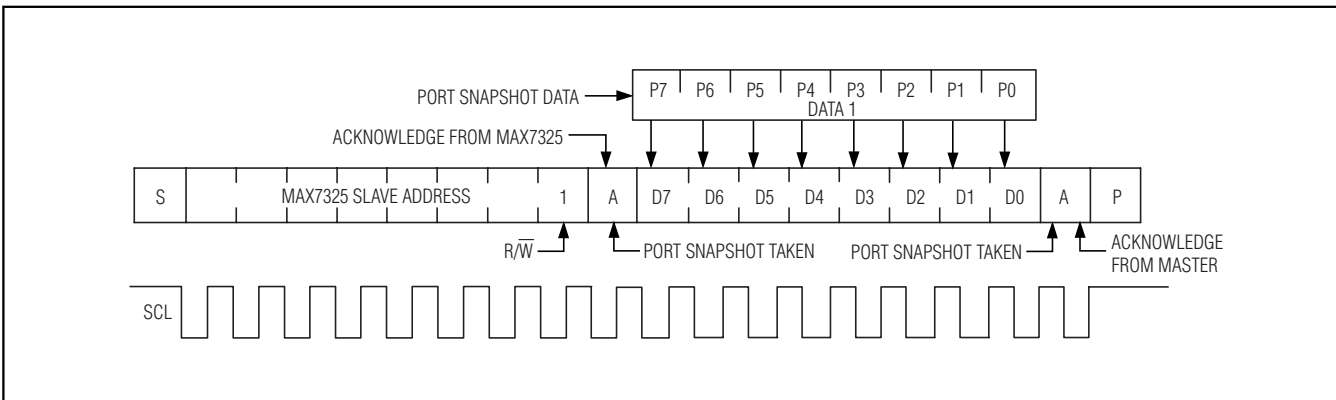 PORT SNAPSHOT DATA P7 P6 P5 P4 P3 P2 P1 P0
DATA 1
ACKNOWLEDGE FROM MAX7325
S MAX7325 SLAVE ADDRESS 1 A D7 D6 D5 D4 D3 D2 D1 D0 A P
R/W̅ PORT SNAPSHOT TAKEN PORT SNAPSHOT TAKEN ACKNOWLEDGE
FROM MASTER
SCL